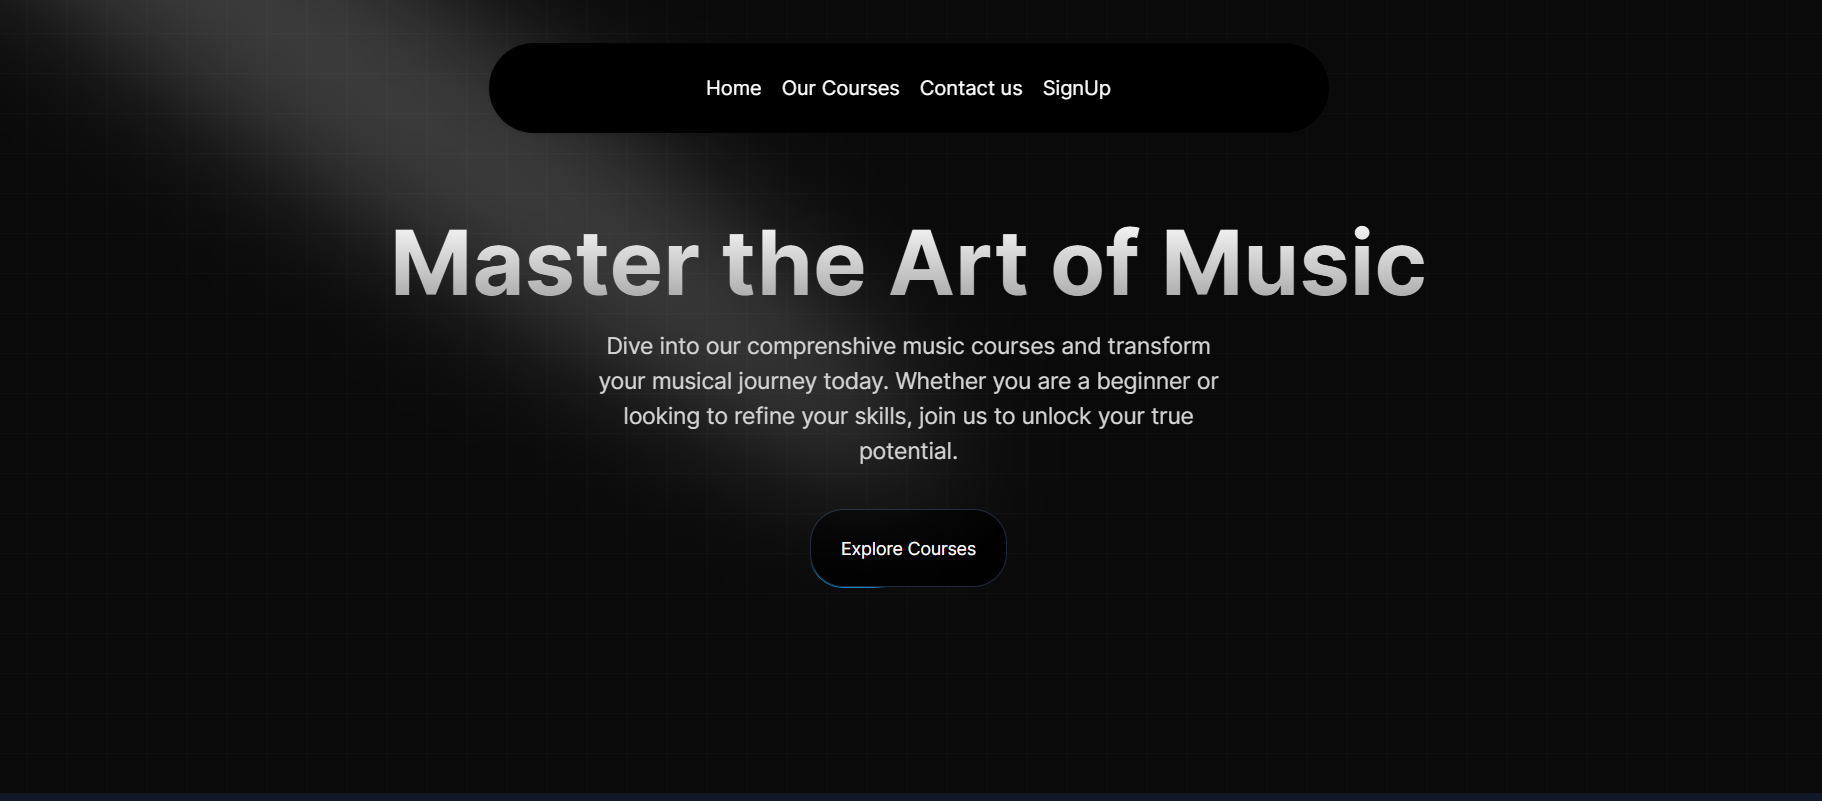 Home Our Courses Contact us SignUp
Master the Art of Music
Dive into our comprenshive music courses and transform
your musical journey today. Whether you are a beginner or
looking to refine your skills, join us to unlock your true
potential.
Explore Courses